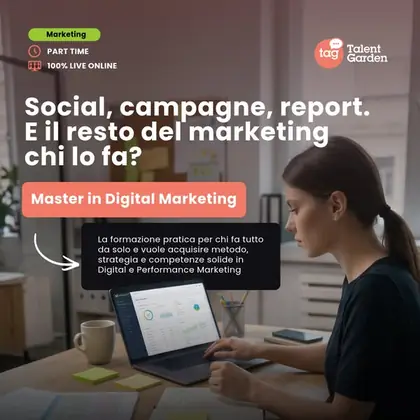 Marketing
PART TIME
100% LIVE ONLINE
tag
Talent
Garden
Social, campagne, report.
E il resto del marketing
chi lo fa?
Master in Digital Marketing
La formazione pratica per chi fa tutto
da solo e vuole acquisire metodo,
strategia e competenze solide in
Digital e Performance Marketing